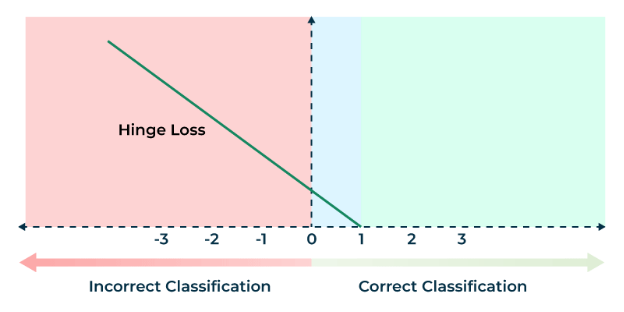 Hinge Loss
-3 -2 -1 0 1 2 3
Incorrect Classification Correct Classification